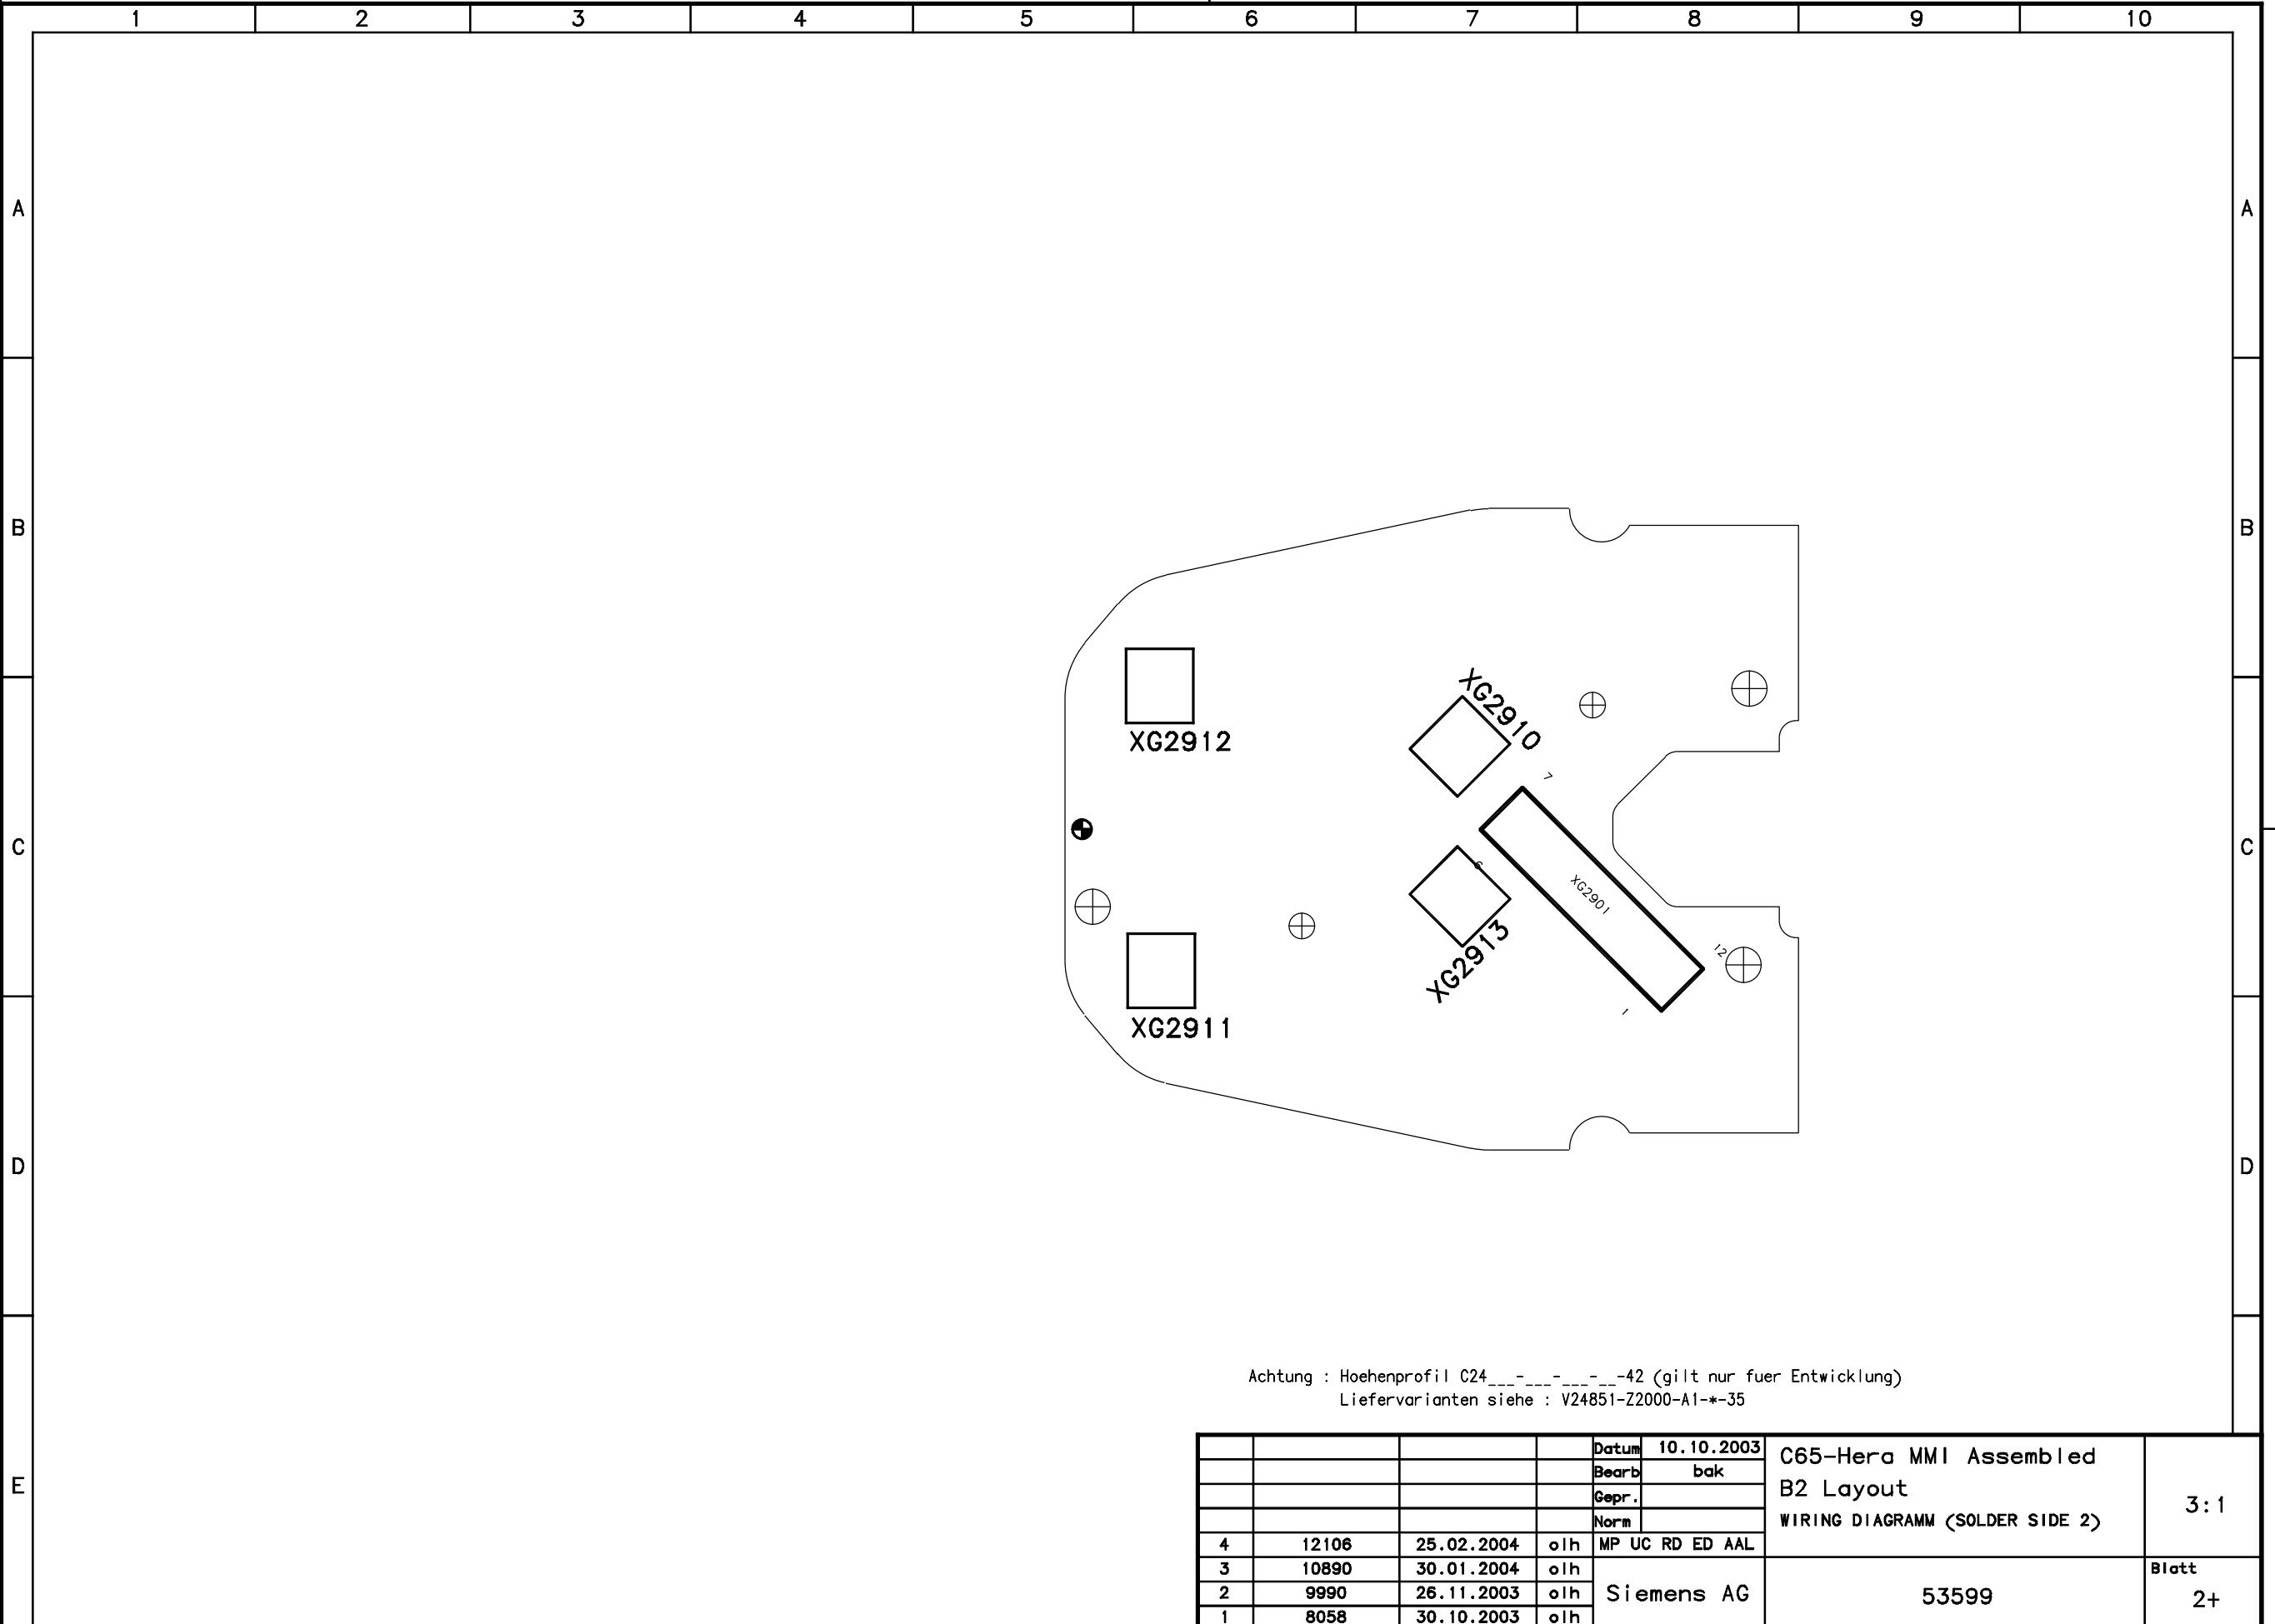 1 2 3 4 5 6 7 8 9 10
A A
B B
XG2910
XG2912
7
C C
6
XG2901
XG2913
12
1
XG2911
D D
Achtung : Hoehenprofil C24___-___-___-__-42 (gilt nur fuer Entwicklung)
Liefervarianten siehe : V24851-Z2000-A1-*-35
E
Datum 10.10.2003
Bearb bak
Gepr.
Norm
C65-Hera MMI Assembled
B2 Layout
WIRING DIAGRAMM (SOLDER SIDE 2)
3:1
4 12106 25.02.2004 olh MP UC RD ED AAL
3 10890 30.01.2004 olh
2 9990 26.11.2003 olh
1 8058 30.10.2003 olh
Siemens AG
53599
Blatt
2+